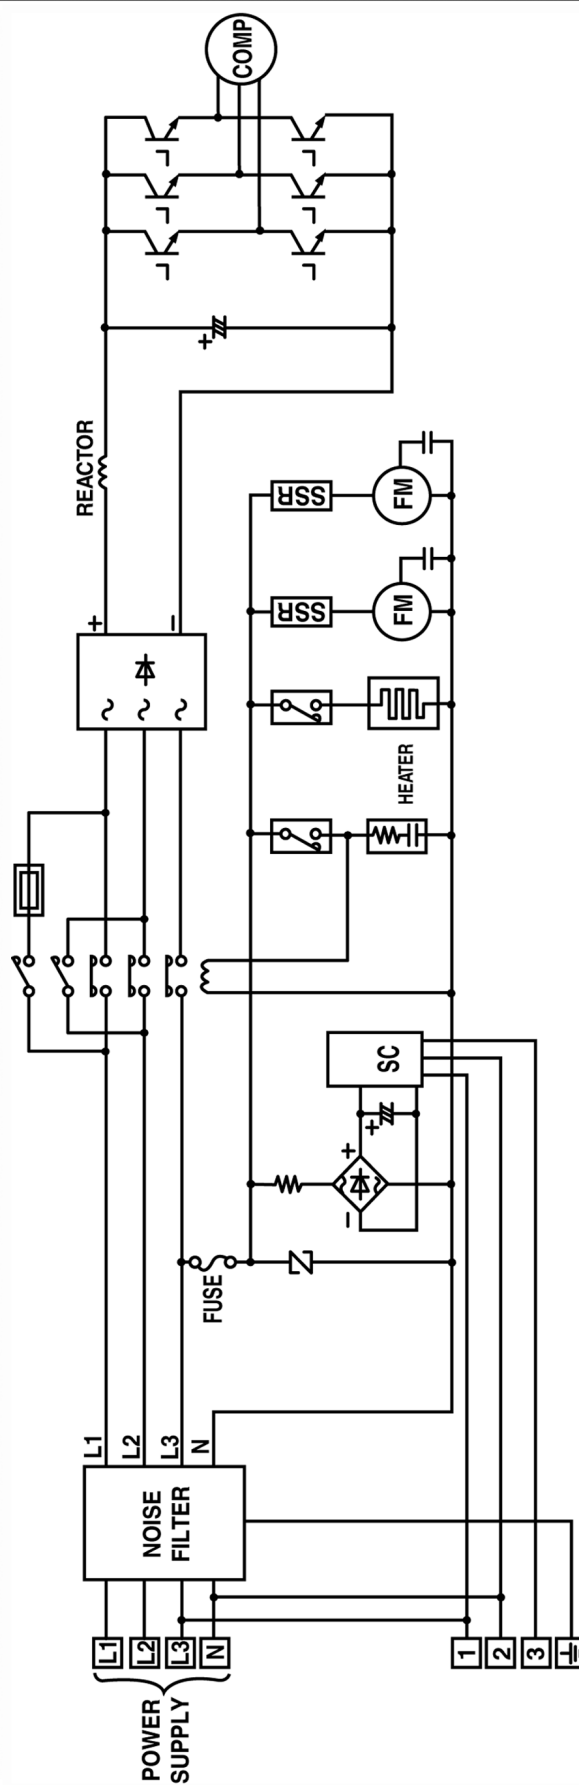 POWER
SUPPLY
L1
L2
L3
N
NOISE
FILTER
L1
L2
L3
N
1
2
3
FUSE
SC
+
−
+
HEATER
+
−
REACTOR
SSR
FM
SSR
FM
+
COMP